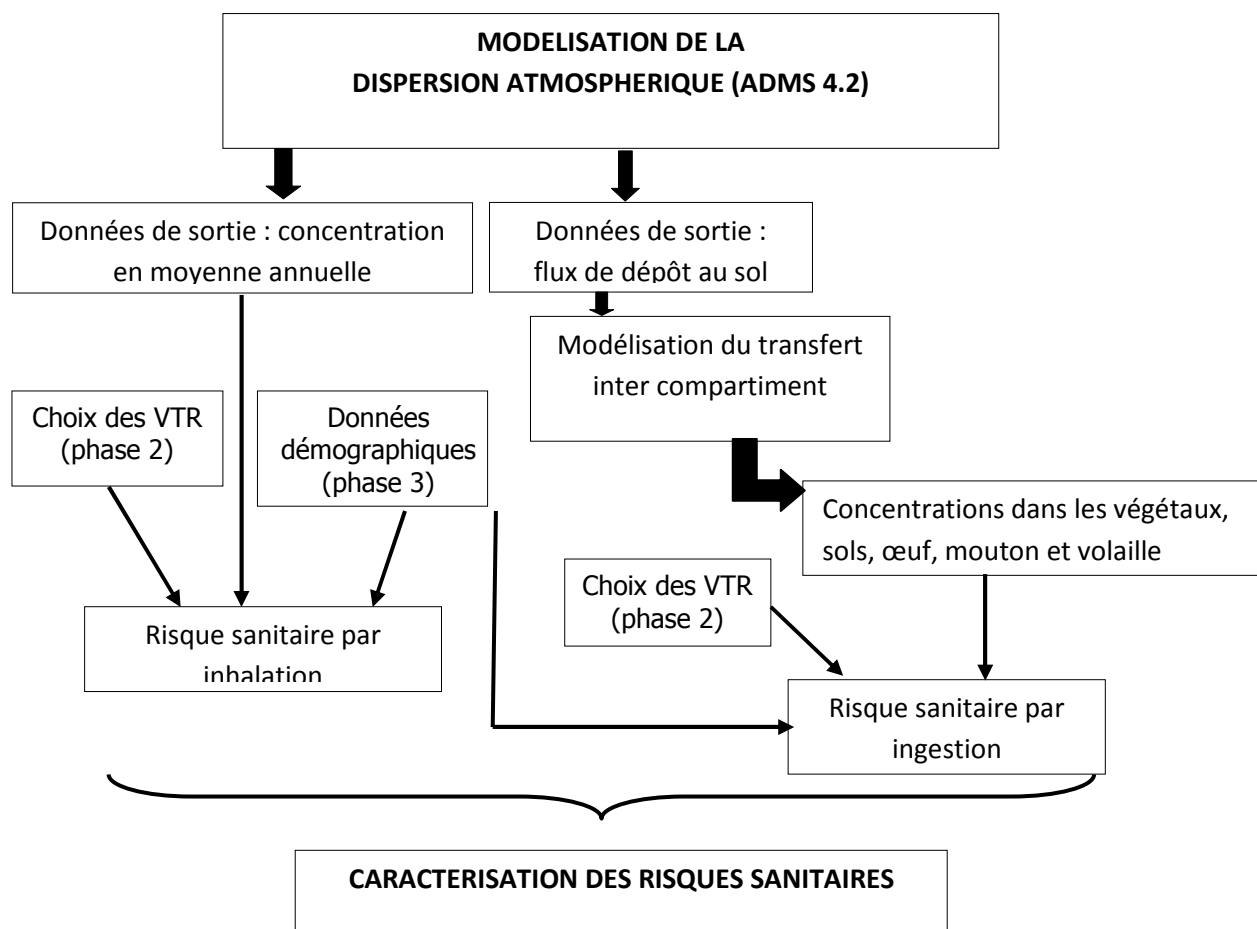 MODELISATION DE LA
DISPERSION ATMOSPHERIQUE (ADMS 4.2)
Données de sortie : concentration
en moyenne annuelle
Données de sortie :
flux de dépôt au sol
Modélisation du transfert
inter compartiment
Choix des VTR
(phase 2)
Données
démographiques
(phase 3)
Concentrations dans les végétaux,
sols, œuf, mouton et volaille
Choix des VTR
(phase 2)
Risque sanitaire par
inhalation
Risque sanitaire par
ingestion
CARACTERISATION DES RISQUES SANITAIRES